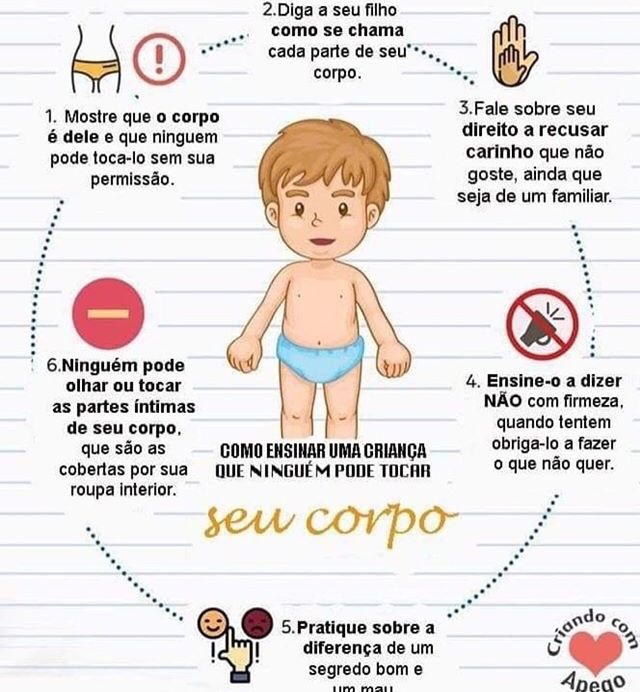 2.Diga a seu filho
como se chama
cada parte de seu
corpo.
1. Mostre que o corpo
é dele e que ninguem
pode toca-lo sem sua
permissão.
3.Fale sobre seu
direito a recusar
carinho que não
goste, ainda que
seja de um familiar.
6.Ninguém pode
olhar ou tocar
as partes íntimas
de seu corpo,
que são as
cobertas por sua
roupa interior.
4. Ensine-o a dizer
NÃO com firmeza,
quando tentem
obriga-lo a fazer
o que não quer.
COMO ENSINAR UMA CRIANÇA
QUE NINGUÉM PODE TOCAR
seu corpo
5.Pratique sobre a
diferença de um
segredo bom e
um mau
Criando com
Apego